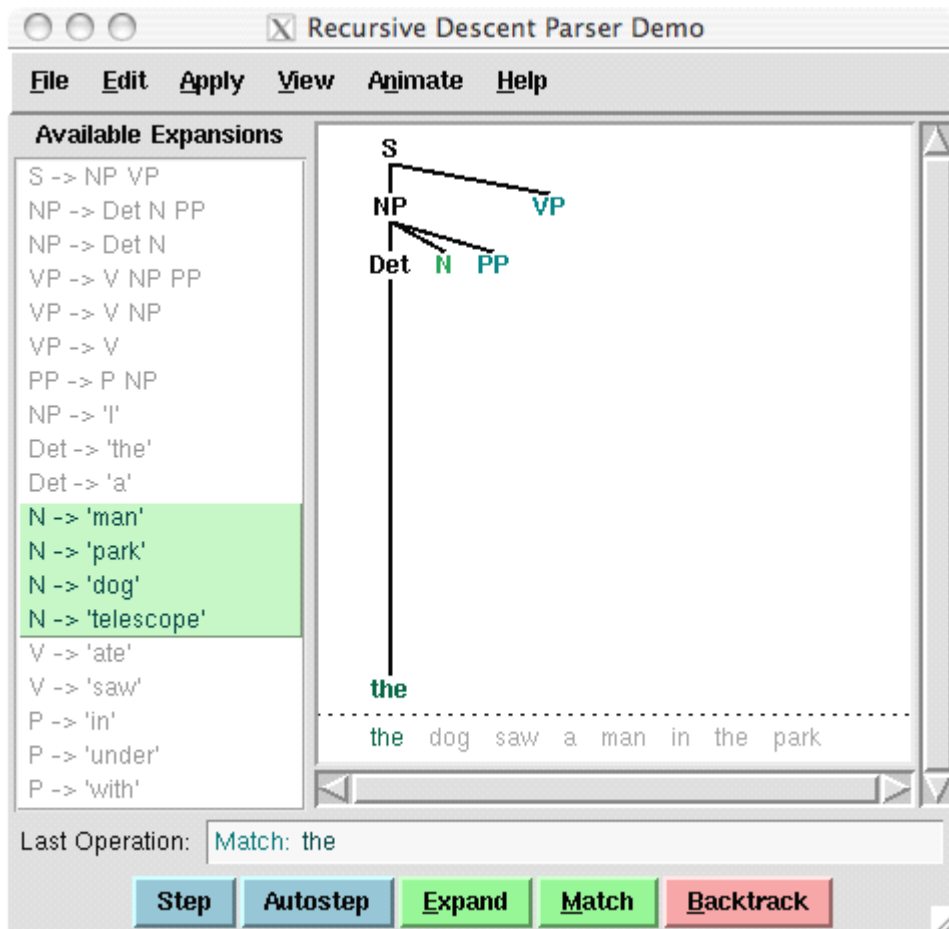 X Recursive Descent Parser Demo
File Edit Apply View Animate Help
Available Expansions
S -> NP VP
NP -> Det N PP
NP -> Det N
VP -> V NP PP
VP -> V NP
VP -> V
PP -> P NP
NP -> 'I'
Det -> 'the'
Det -> 'a'
N -> 'man'
N -> 'park'
N -> 'dog'
N -> 'telescope'
V -> 'ate'
V -> 'saw'
P -> 'in'
P -> 'under'
P -> 'with'
S
NP VP
Det N PP
the
the dog saw a man in the park
Last Operation: Match: the
Step Autostep Expand Match Backtrack